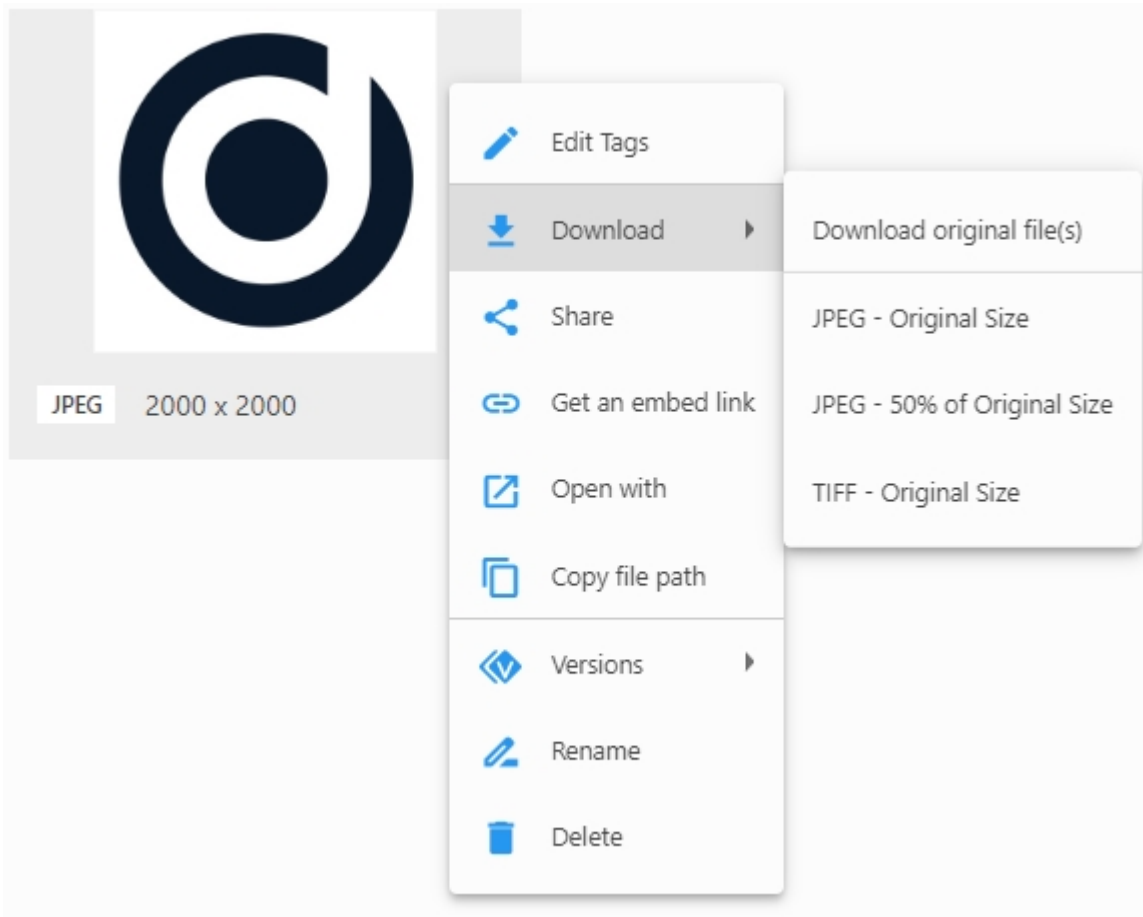 JPEG 2000 x 2000
Edit Tags
Download
Share
Get an embed link
Open with
Copy file path
Versions
Rename
Delete
Download original file(s)
JPEG - Original Size
JPEG - 50% of Original Size
TIFF - Original Size